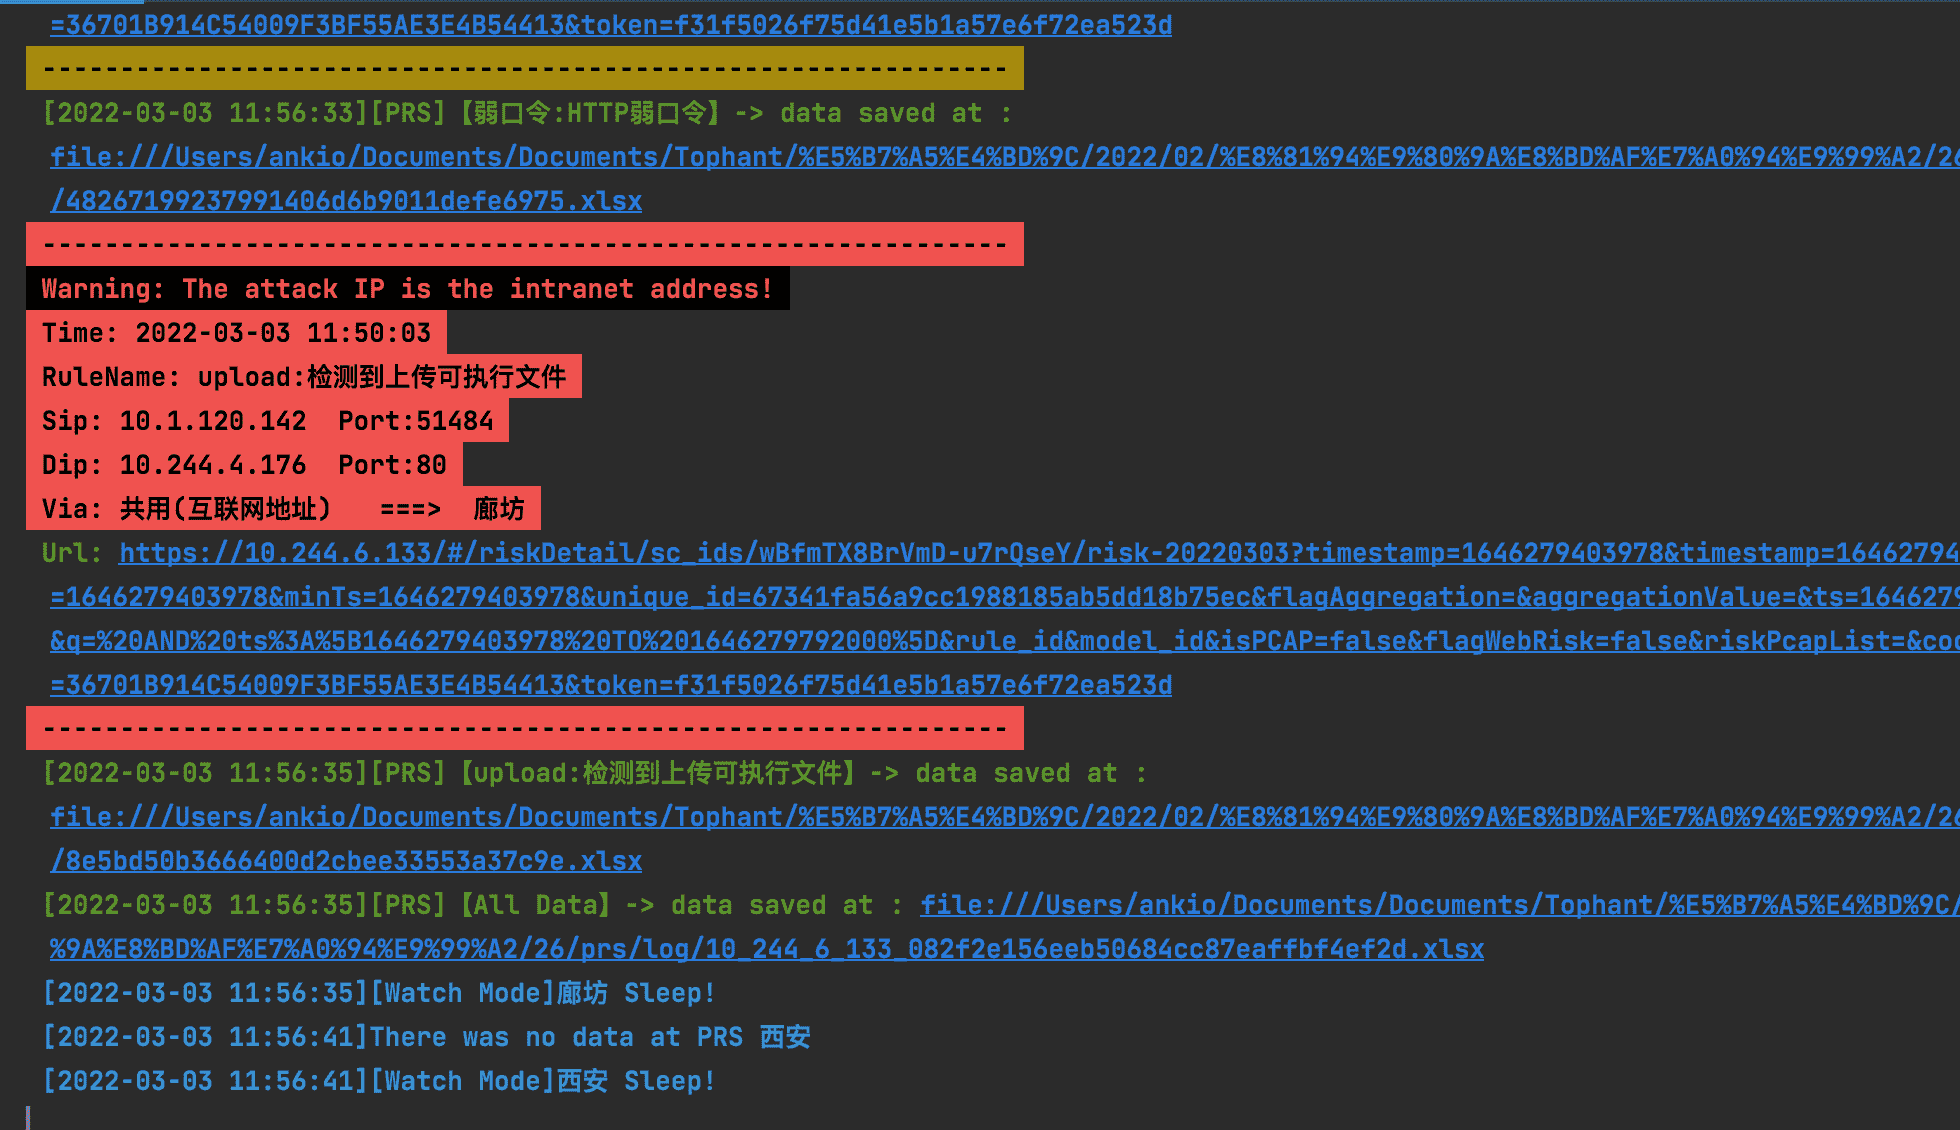 =36701B914C54009F3BF55AE3E4B54413&token=f31f5026f75d41e5b1a57e6f72ea523d
--------------------------------------------------------------
[2022-03-03 11:56:33][PRS]【弱口令:HTTP弱口令】-> data saved at :
file:///Users/ankio/Documents/Documents/Tophant/%E5%B7%A5%E4%BD%9C/2022/02/%E8%81%94%E9%80%9A%E8%BD%AF%E7%A0%94%E9%99%A2/26
/48267199237991406d6b9011defe6975.xlsx
--------------------------------------------------------------
Warning: The attack IP is the intranet address!
Time: 2022-03-03 11:50:03
RuleName: upload:检测到上传可执行文件
Sip: 10.1.120.142  Port:51484
Dip: 10.244.4.176  Port:80
Via: 共用(互联网地址)   ===>  廊坊
Url: https://10.244.6.133/#/riskDetail/sc_ids/wBfmTX8BrVmD-u7rQseY/risk-20220303?timestamp=1646279403978&timestamp=16462794
=1646279403978&minTs=1646279403978&unique_id=67341fa56a9cc1988185ab5dd18b75ec&flagAggregation=&aggregationValue=&ts=1646279
&q=%20AND%20ts%3A%5B1646279403978%20TO%201646279792000%5D&rule_id&model_id&isPCAP=false&flagWebRisk=false&riskPcapList=&coo
=36701B914C54009F3BF55AE3E4B54413&token=f31f5026f75d41e5b1a57e6f72ea523d
--------------------------------------------------------------
[2022-03-03 11:56:35][PRS]【upload:检测到上传可执行文件】-> data saved at :
file:///Users/ankio/Documents/Documents/Tophant/%E5%B7%A5%E4%BD%9C/2022/02/%E8%81%94%E9%80%9A%E8%BD%AF%E7%A0%94%E9%99%A2/26
/8e5bd50b3666400d2cbee33553a37c9e.xlsx
[2022-03-03 11:56:35][PRS]【All Data】-> data saved at : file:///Users/ankio/Documents/Documents/Tophant/%E5%B7%A5%E4%BD%9C/
%9A%E8%BD%AF%E7%A0%94%E9%99%A2/26/prs/log/10_244_6_133_082f2e156eeb50684cc87eaffbf4ef2d.xlsx
[2022-03-03 11:56:35][Watch Mode]廊坊 Sleep!
[2022-03-03 11:56:41]There was no data at PRS 西安
[2022-03-03 11:56:41][Watch Mode]西安 Sleep!